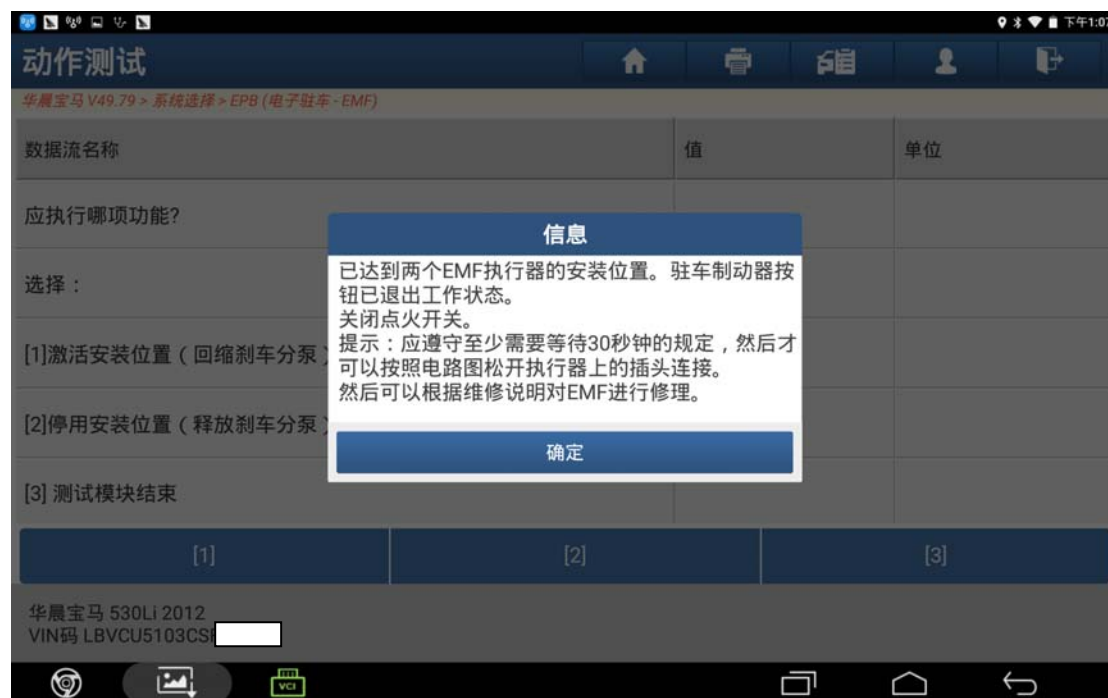 下午1:07
动作测试
华晨宝马 V49.79 > 系统选择 > EPB (电子驻车 - EMF)
数据流名称 值 单位
应执行哪项功能?
选择：
[1]激活安装位置（回缩刹车分泵）
[2]停用安装位置（释放刹车分泵）
[3] 测试模块结束
信息
已达到两个EMF执行器的安装位置。驻车制动器按
钮已退出工作状态。
关闭点火开关。
提示：应遵守至少需要等待30秒钟的规定，然后才
可以按照电路图松开执行器上的插头连接。
然后可以根据维修说明对EMF进行修理。
确定
[1] [2] [3]
华晨宝马 530Li 2012
VIN码 LBVCU5103CS
VCI